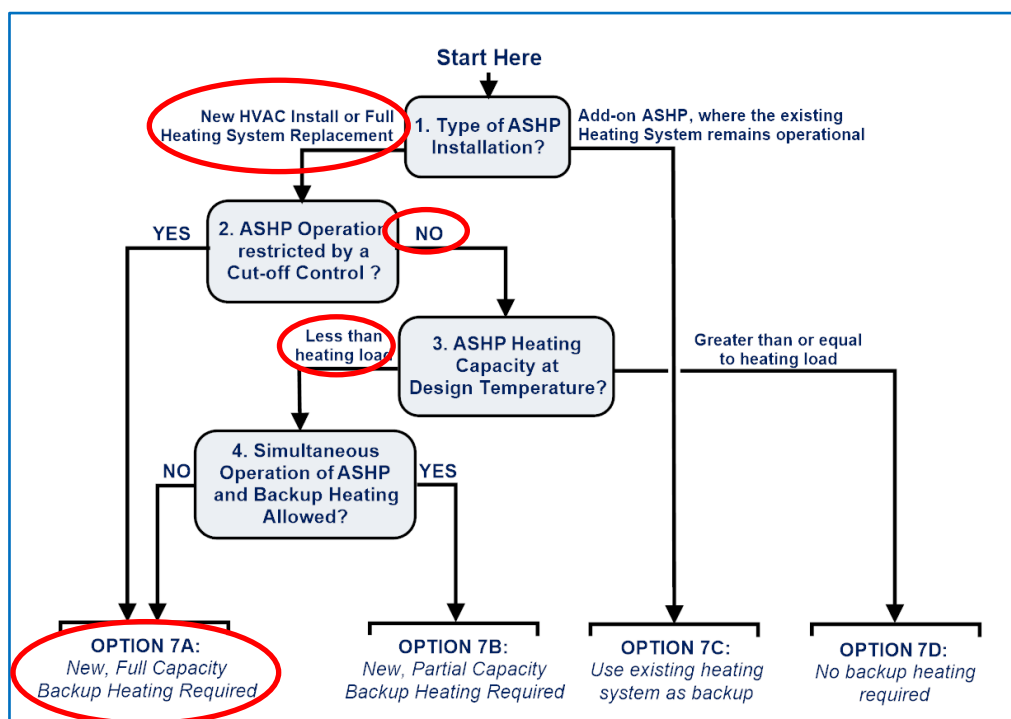 Start Here
New HVAC Install or Full
Heating System Replacement
1. Type of ASHP
Installation?
Add-on ASHP, where the existing
Heating System remains operational
YES
2. ASHP Operation
restricted by a
Cut-off Control ?
NO
Less than
heating load
3. ASHP Heating
Capacity at
Design Temperature?
Greater than or equal
to heating load
NO
4. Simultaneous
Operation of ASHP
and Backup Heating
Allowed?
YES
OPTION 7A:
New, Full Capacity
Backup Heating Required
OPTION 7B:
New, Partial Capacity
Backup Heating Required
OPTION 7C:
Use existing heating
system as backup
OPTION 7D:
No backup heating
required